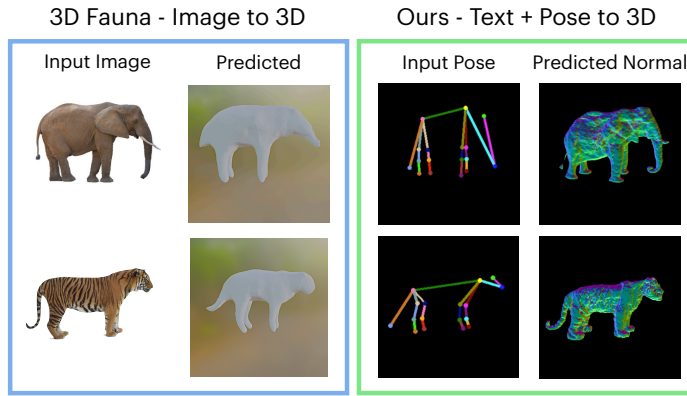 3D Fauna - Image to 3D
Ours - Text + Pose to 3D
Input Image
Predicted
Input Pose
Predicted Normal